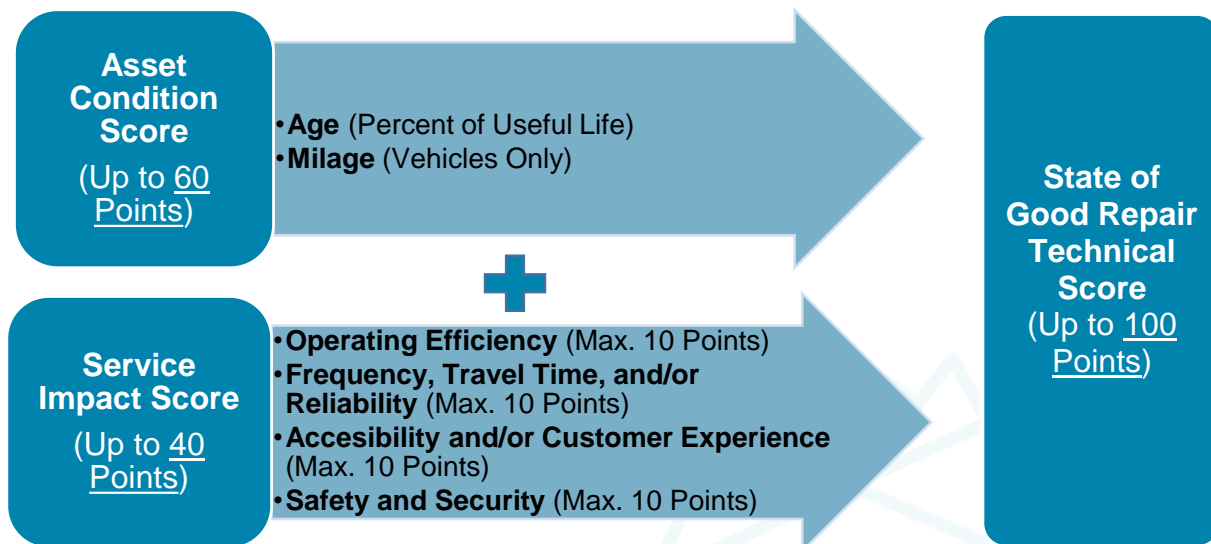 Asset
Condition
Score
(Up to 60
Points)
•Age (Percent of Useful Life)
•Milage (Vehicles Only)
Service
Impact Score
(Up to 40
Points)
•Operating Efficiency (Max. 10 Points)
•Frequency, Travel Time, and/or
Reliability (Max. 10 Points)
•Accesibility and/or Customer Experience
(Max. 10 Points)
•Safety and Security (Max. 10 Points)
State of
Good Repair
Technical
Score
(Up to 100
Points)